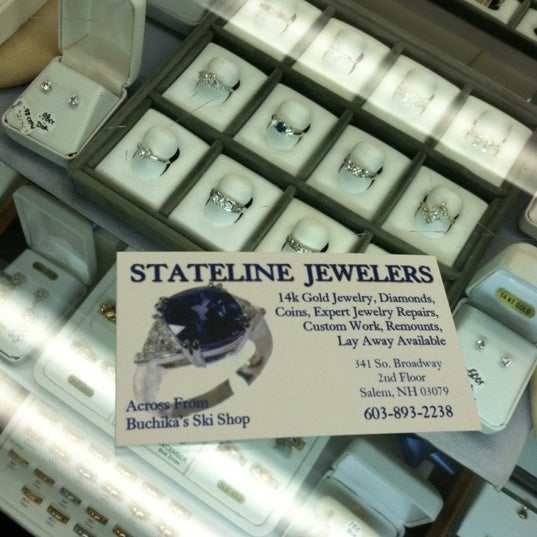 STATELINE JEWELERS
14k Gold Jewelry, Diamonds,
Coins, Expert Jewelry Repairs,
Custom Work, Remounts,
Lay Away Available
341 So. Broadway
2nd Floor
Salem, NH 03079
603-893-2238
Across From
Buchika's Ski Shop
14 KT GOLD